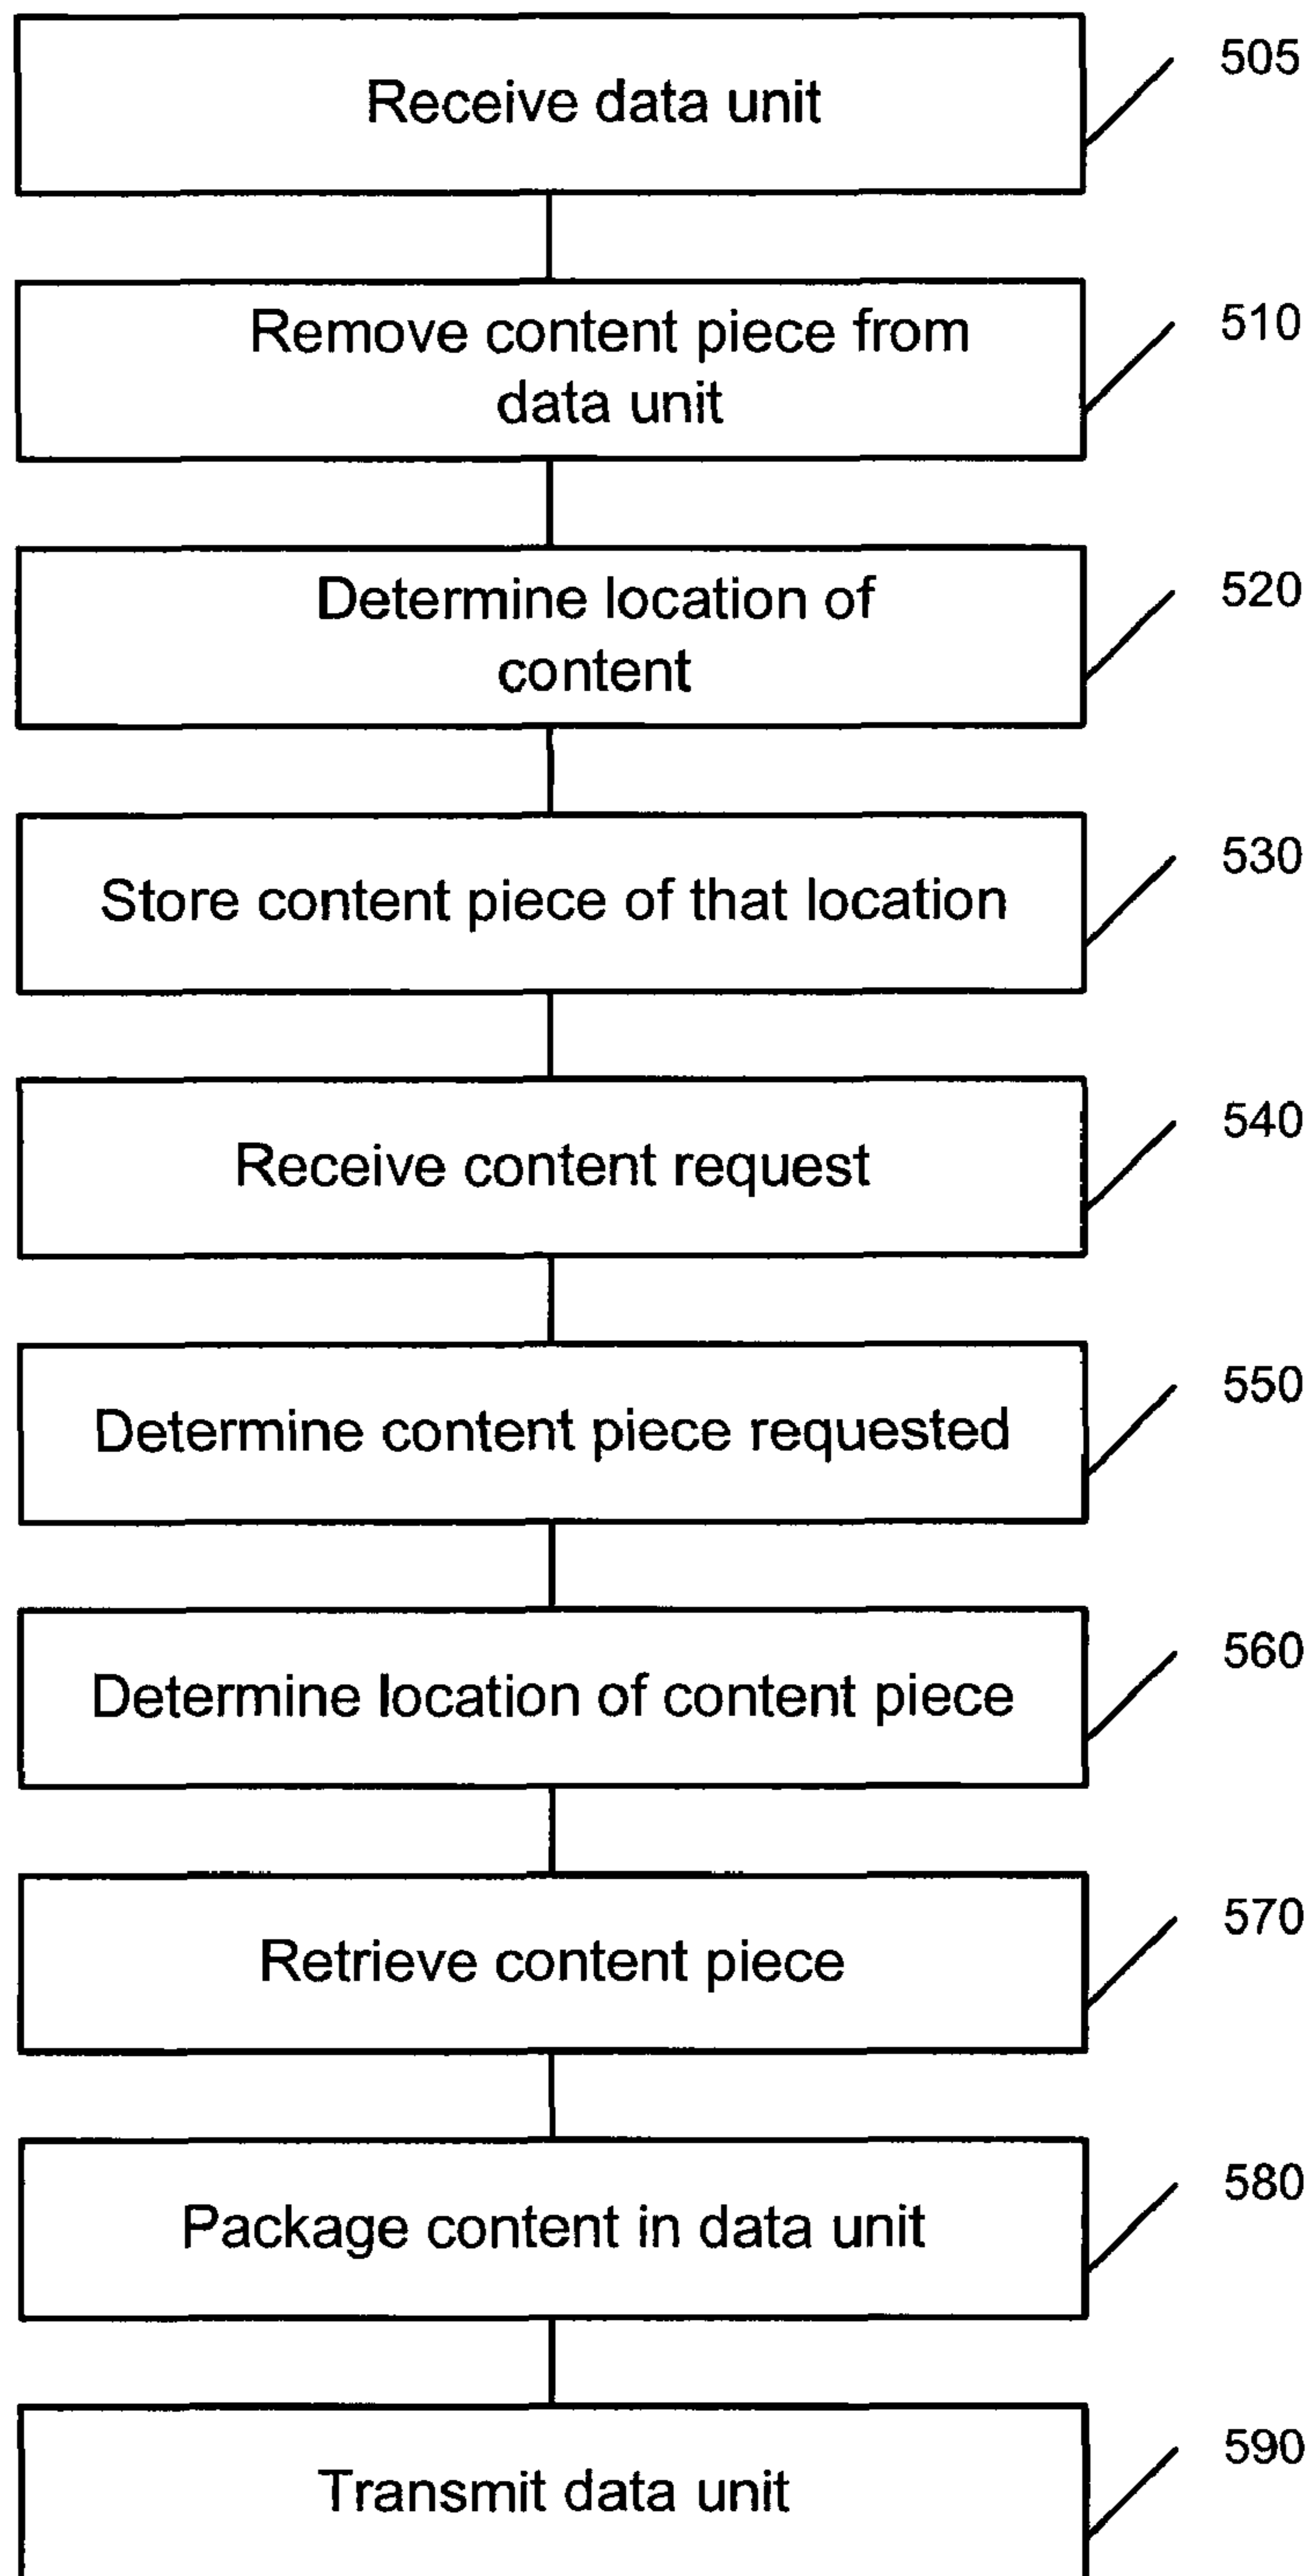 Receive data unit
505
Remove content piece from
data unit
510
Determine location of
content
520
Store content piece of that location
530
Receive content request
540
Determine content piece requested
550
Determine location of content piece
560
Retrieve content piece
570
Package content in data unit
580
Transmit data unit
590